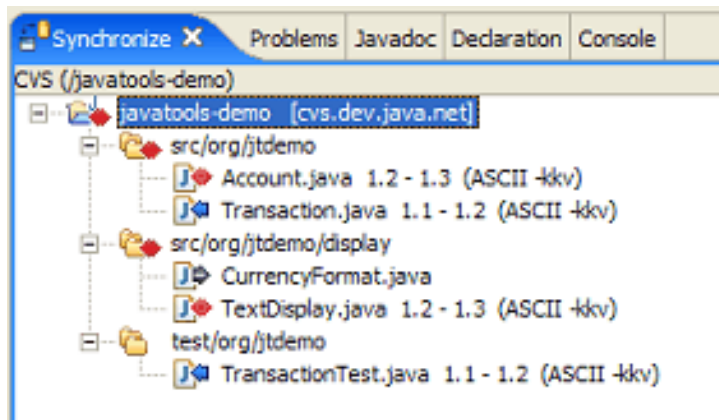 Synchronize Problems Javadoc Declaration Console
CVS (/javatools-demo)
javatools-demo [cvs.dev.java.net]
src/org/jtdemo
Account.java 1.2 - 1.3 (ASCII -kkv)
Transaction.java 1.1 - 1.2 (ASCII -kkv)
src/org/jtdemo/display
CurrencyFormat.java
TextDisplay.java 1.2 - 1.3 (ASCII -kkv)
test/org/jtdemo
TransactionTest.java 1.1 - 1.2 (ASCII -kkv)